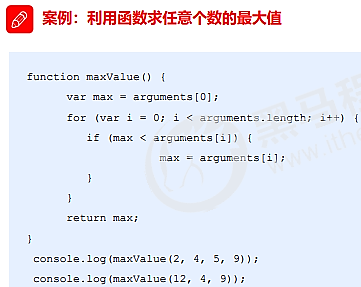 案例：利用函数求任意个数的最大值
function maxValue() {
var max = arguments[0];
for (var i = 0; i < arguments.length; i++) {
if (max < arguments[i]) {
max = arguments[i];
}
}
return max;
}
console.log(maxValue(2, 4, 5, 9));
console.log(maxValue(12, 4, 9));